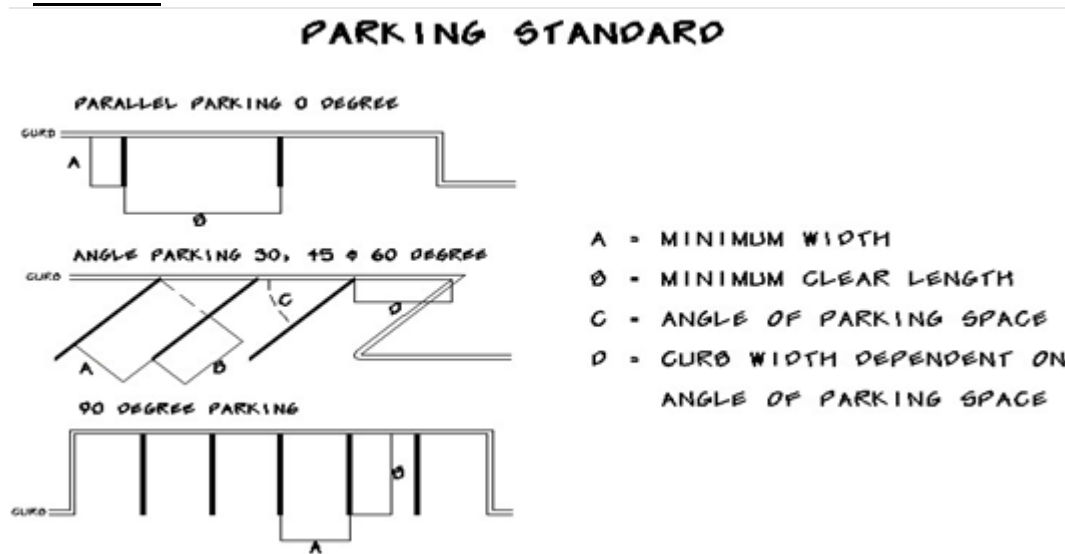 PARKING STANDARD
PARALLEL PARKING 0 DEGREE
CURB
A
B
ANGLE PARKING 30, 45 & 60 DEGREE
CURB
C
D
A
B
90 DEGREE PARKING
B
CURB
A
A = MINIMUM WIDTH
B = MINIMUM CLEAR LENGTH
C = ANGLE OF PARKING SPACE
D = CURB WIDTH DEPENDENT ON
ANGLE OF PARKING SPACE